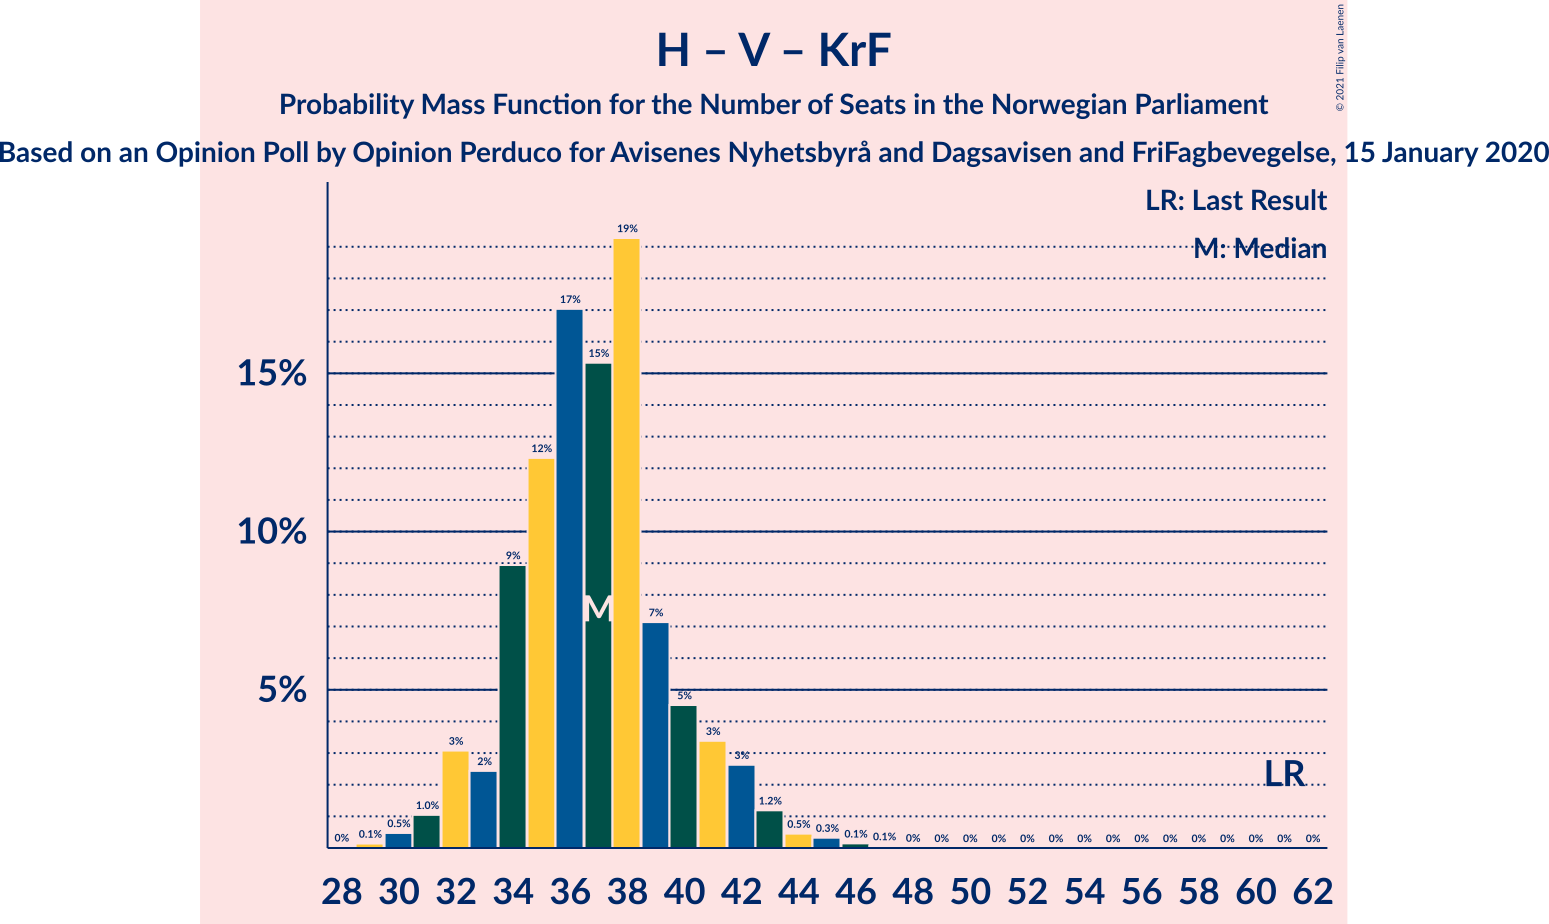 H – V – KrF
Probability Mass Function for the Number of Seats in the Norwegian Parliament
Based on an Opinion Poll by Opinion Perduco for Avisenes Nyhetsbyrå and Dagsavisen and FriFagbevegelse, 15 January 2020
© 2021 Filip van Laenen
LR: Last Result
M: Median
15%
10%
5%
0% 0.1% 0.5% 1.0% 3% 2% 9% 12% 17% 15% 19% 7% 5% 3% 3% 1.2% 0.5% 0.3% 0.1% 0.1% 0% 0% 0% 0% 0% 0% 0% 0% 0% 0% 0% 0% 0% 0% 0%
M
LR
28 30 32 34 36 38 40 42 44 46 48 50 52 54 56 58 60 62